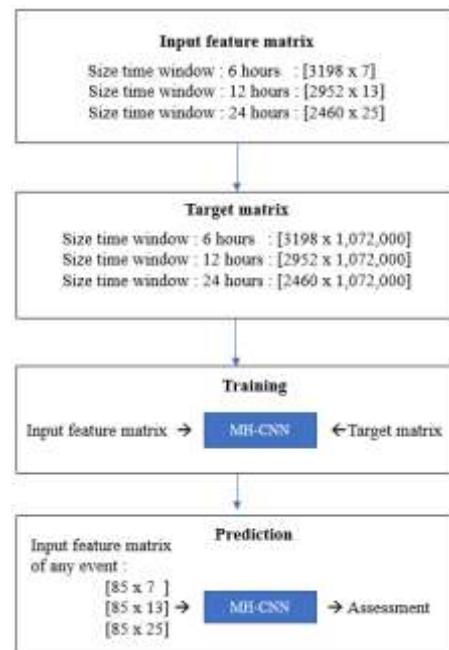 Input feature matrix
Size time window : 6 hours : [3198 x 7]
Size time window : 12 hours : [2952 x 13]
Size time window : 24 hours : [2460 x 25]
Target matrix
Size time window : 6 hours : [3198 x 1,072,000]
Size time window : 12 hours : [2952 x 1,072,000]
Size time window : 24 hours : [2460 x 1,072,000]
Training
Input feature matrix → MH-CNN ←Target matrix
Prediction
Input feature matrix
of any event :
[85 x 7 ]
[85 x 13] → MH-CNN → Assessment
[85 x 25]